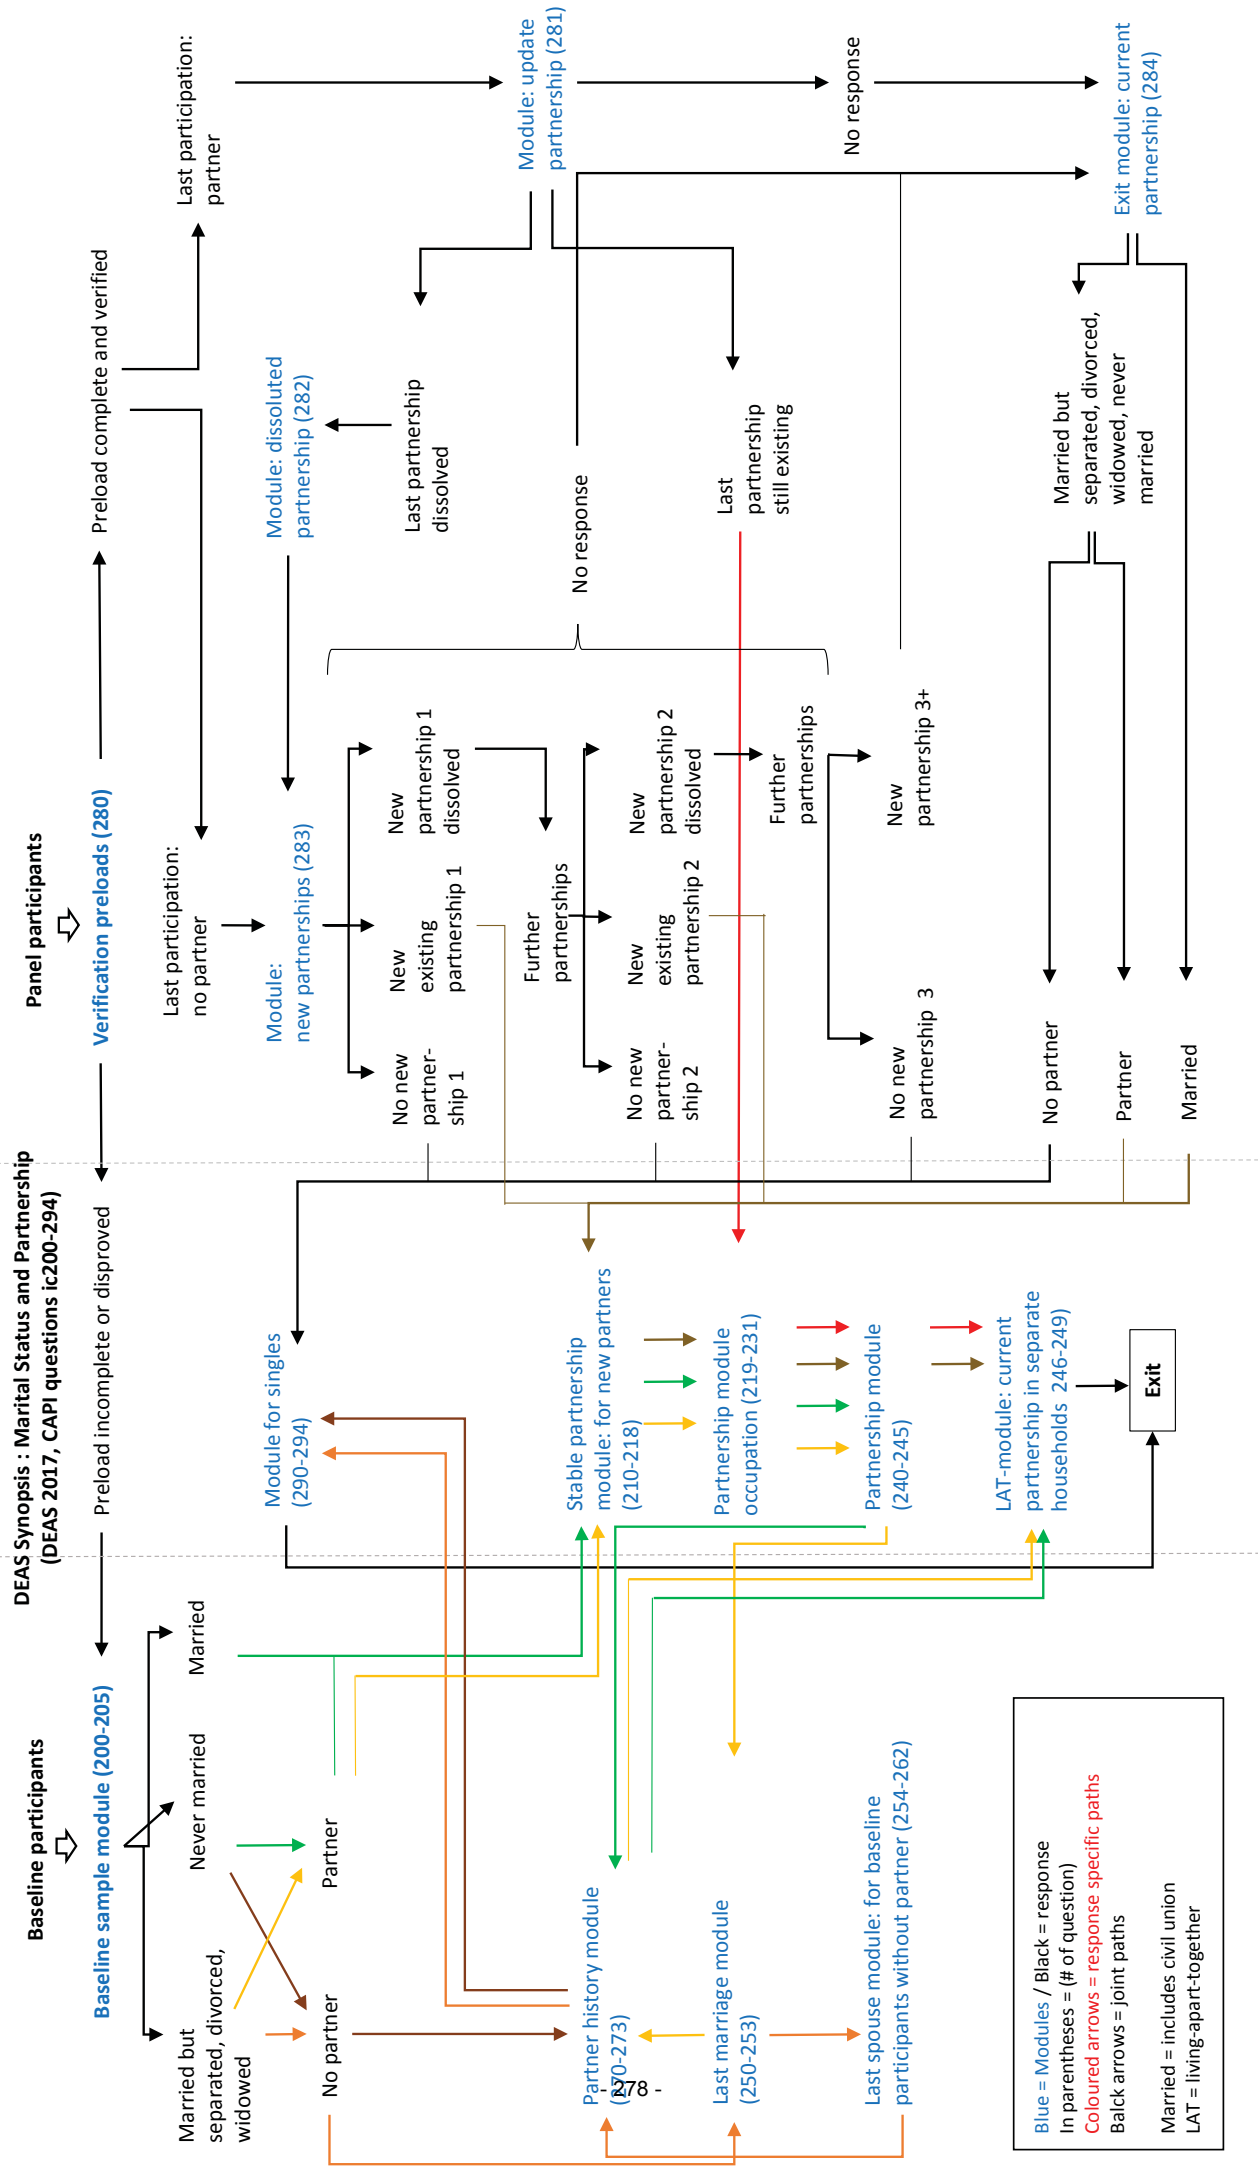 DEAS Synopsis : Marital Status and Partnership
(DEAS 2017, CAPI questions ic200-294)
Baseline participants
Baseline sample module (200-205)
Married but
separated, divorced,
widowed
Never married
Married
No partner
Partner
Partner history module
(270-273)
Last marriage module
(250-253)
Last spouse module: for baseline
participants without partner (254-262)
Blue = Modules / Black = response
In parentheses = (# of question)
Coloured arrows = response specific paths
Balck arrows = joint paths
Married = includes civil union
LAT = living-apart-together
Preload incomplete or disproved
Module for singles
(290-294)
Stable partnership
module: for new partners
(210-218)
Partnership module
occupation (219-231)
Partnership module
(240-245)
LAT-module: current
partnership in separate
households  246-249)
Exit
Panel participants
Verification preloads (280)
Preload complete and verified
Last participation:
no partner
Last participation:
partner
Module:
new partnerships (283)
Module: dissoluted
partnership (282)
Module: update
partnership (281)
No new
partner-
ship 1
New
existing
partnership 1
New
partnership 1
dissolved
Last partnership
dissolved
Further
partnerships
No response
No new
partner-
ship 2
New
existing
partnership 2
New
partnership 2
dissolved
Last
partnership
still existing
Further
partnerships
No response
No new
partnership  3
New
partnership 3+
No partner
Partner
Married
Married but
separated, divorced,
widowed, never
married
Exit module: current
partnership (284)
- 278 -